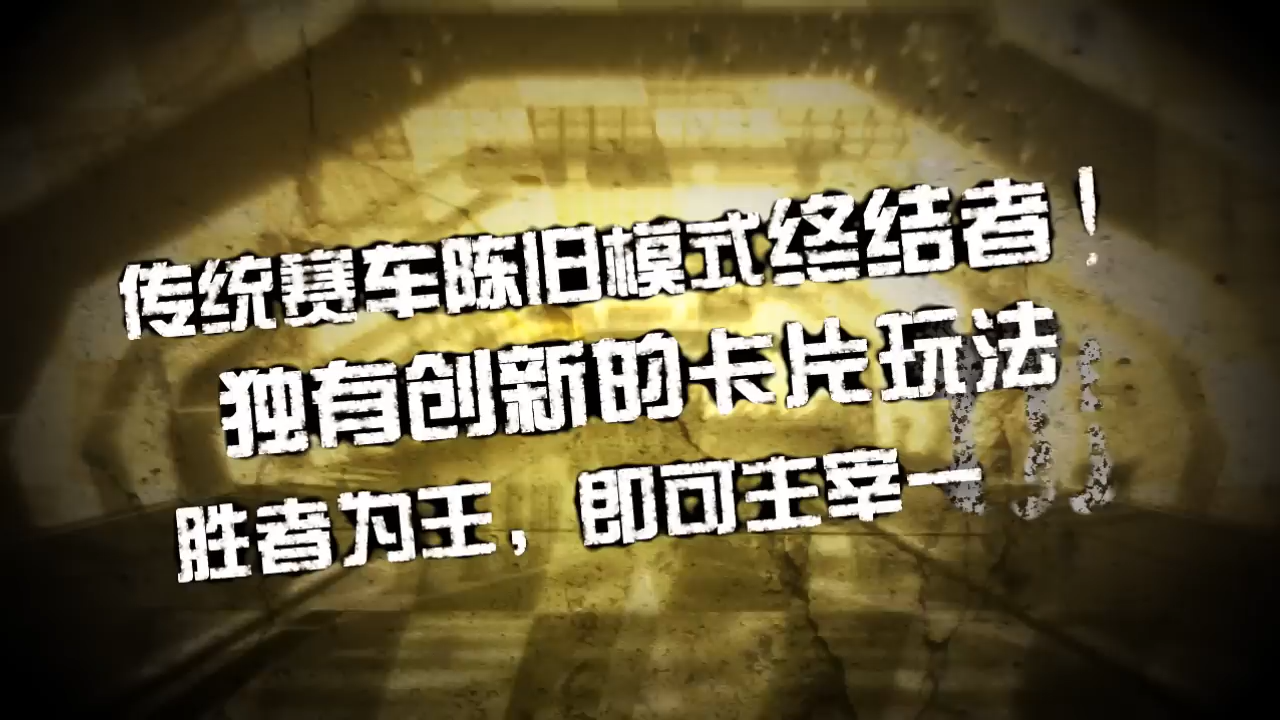 传统赛车陈旧模式终结者！
独有创新的卡片玩法
胜者为王，即可主宰一